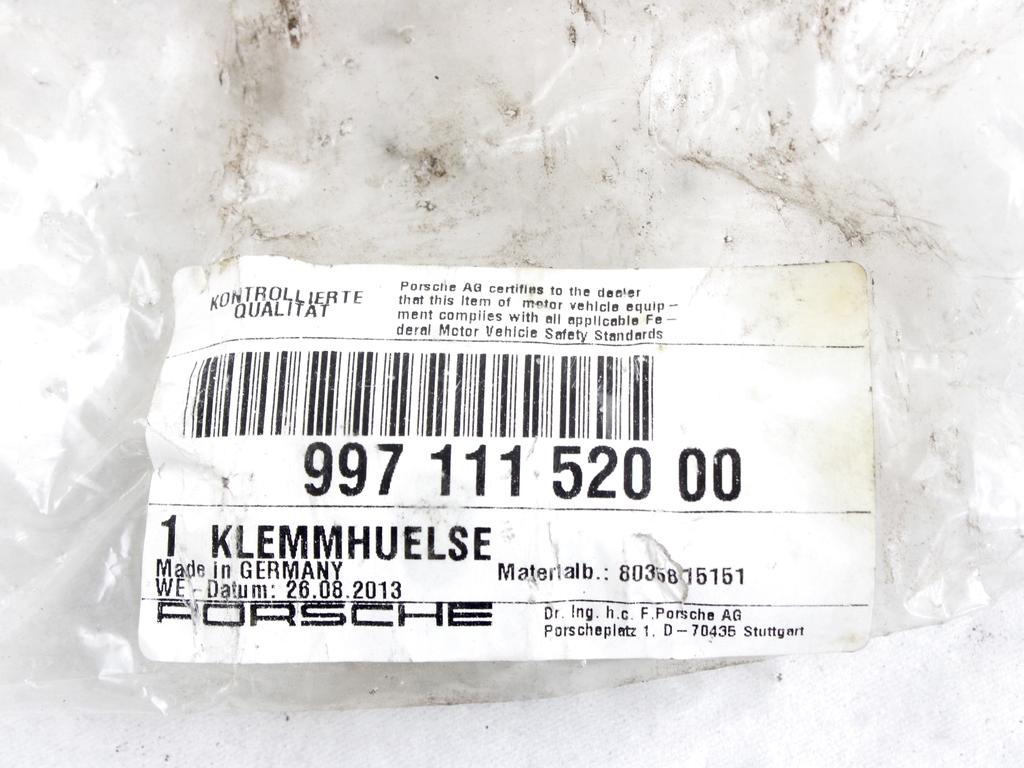 KONTROLLIERTE
QUALITÄT
Porsche AG certifies to the dealer
that this item of motor vehicle equip-
ment complies with all applicable Fe-
deral Motor Vehicle Safety Standards
997 111 520 00
1 KLEMMHUELSE
Made in GERMANY
Materialb.:
WE-Datum: 26.08.2013
PORSCHE
Dr. Ing. h.c. F.Porsche AG
Porscheplatz 1, D-70435 Stuttgart